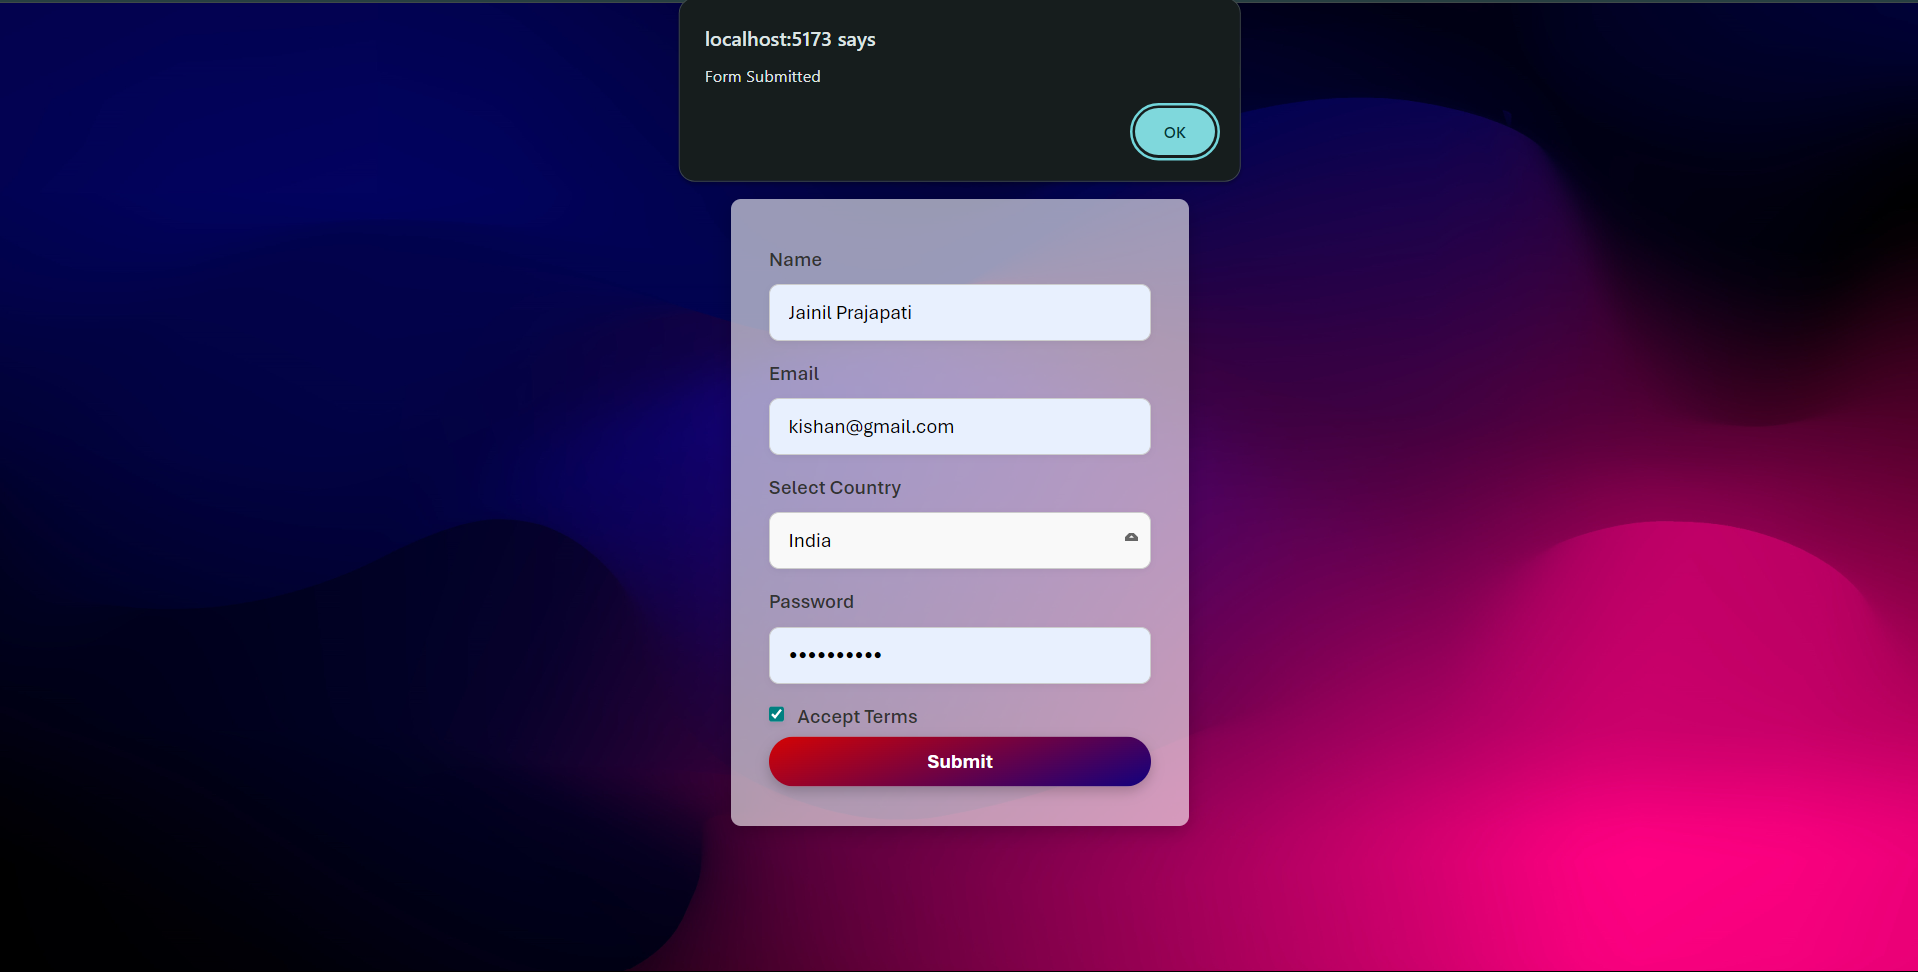 localhost:5173 says
Form Submitted
OK
Name
Jainil Prajapati
Email
kishan@gmail.com
Select Country
India
Password
••••••••••
Accept Terms
Submit